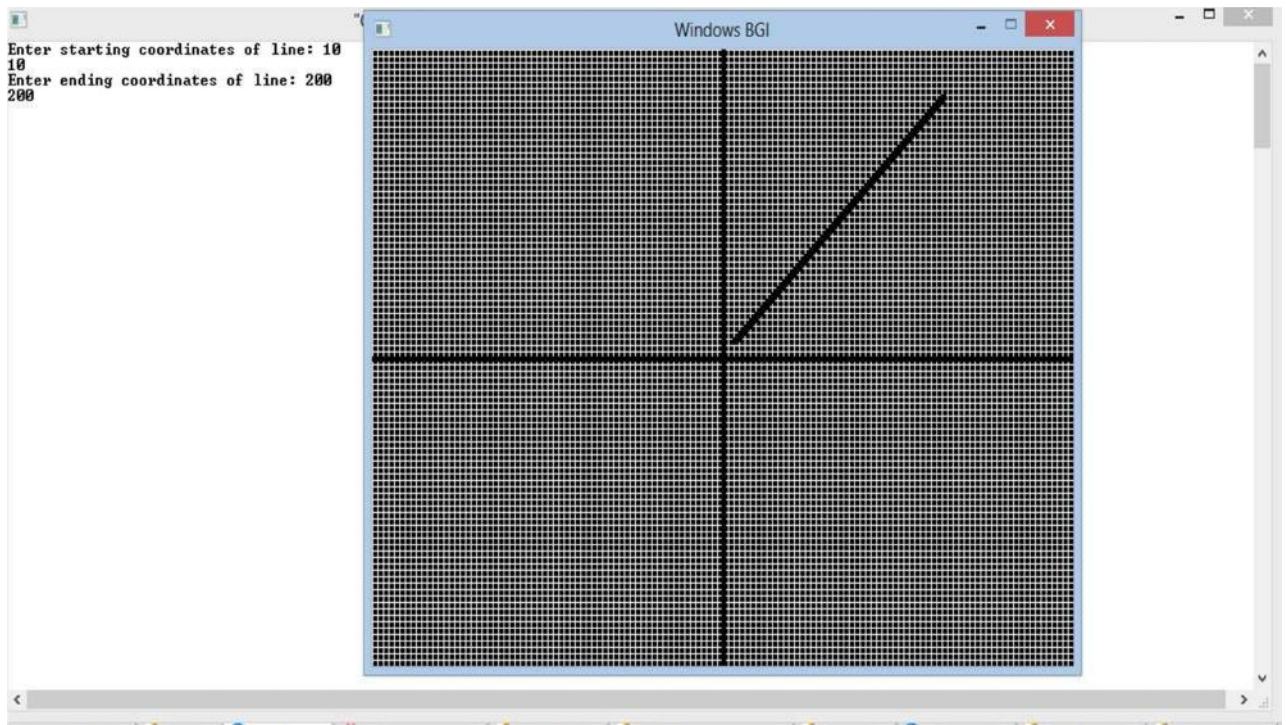 Windows BGI
Enter starting coordinates of line: 10
10
Enter ending coordinates of line: 200
200